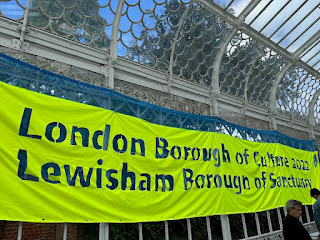 London Borough of Culture 2022
Lewisham Borough of Sanctuary